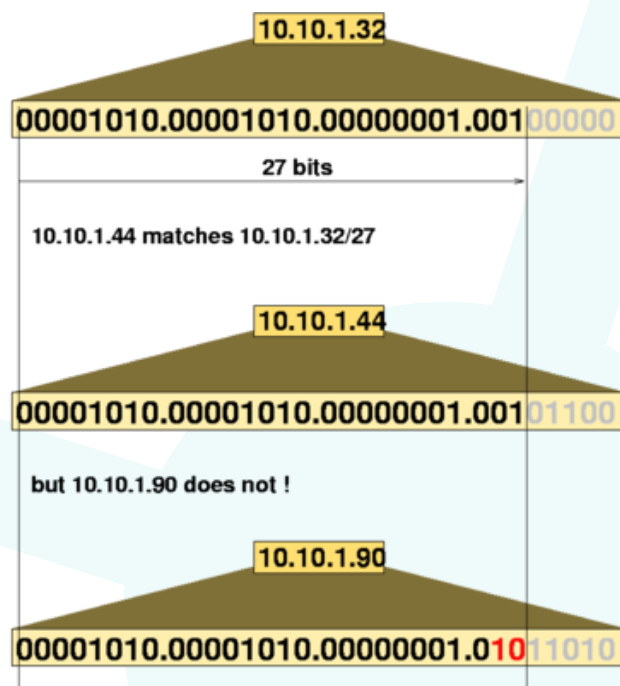 10.10.1.32
00001010.00001010.00000001.00100000
27 bits
10.10.1.44 matches 10.10.1.32/27
10.10.1.44
00001010.00001010.00000001.00101100
but 10.10.1.90 does not !
10.10.1.90
00001010.00001010.00000001.01011010